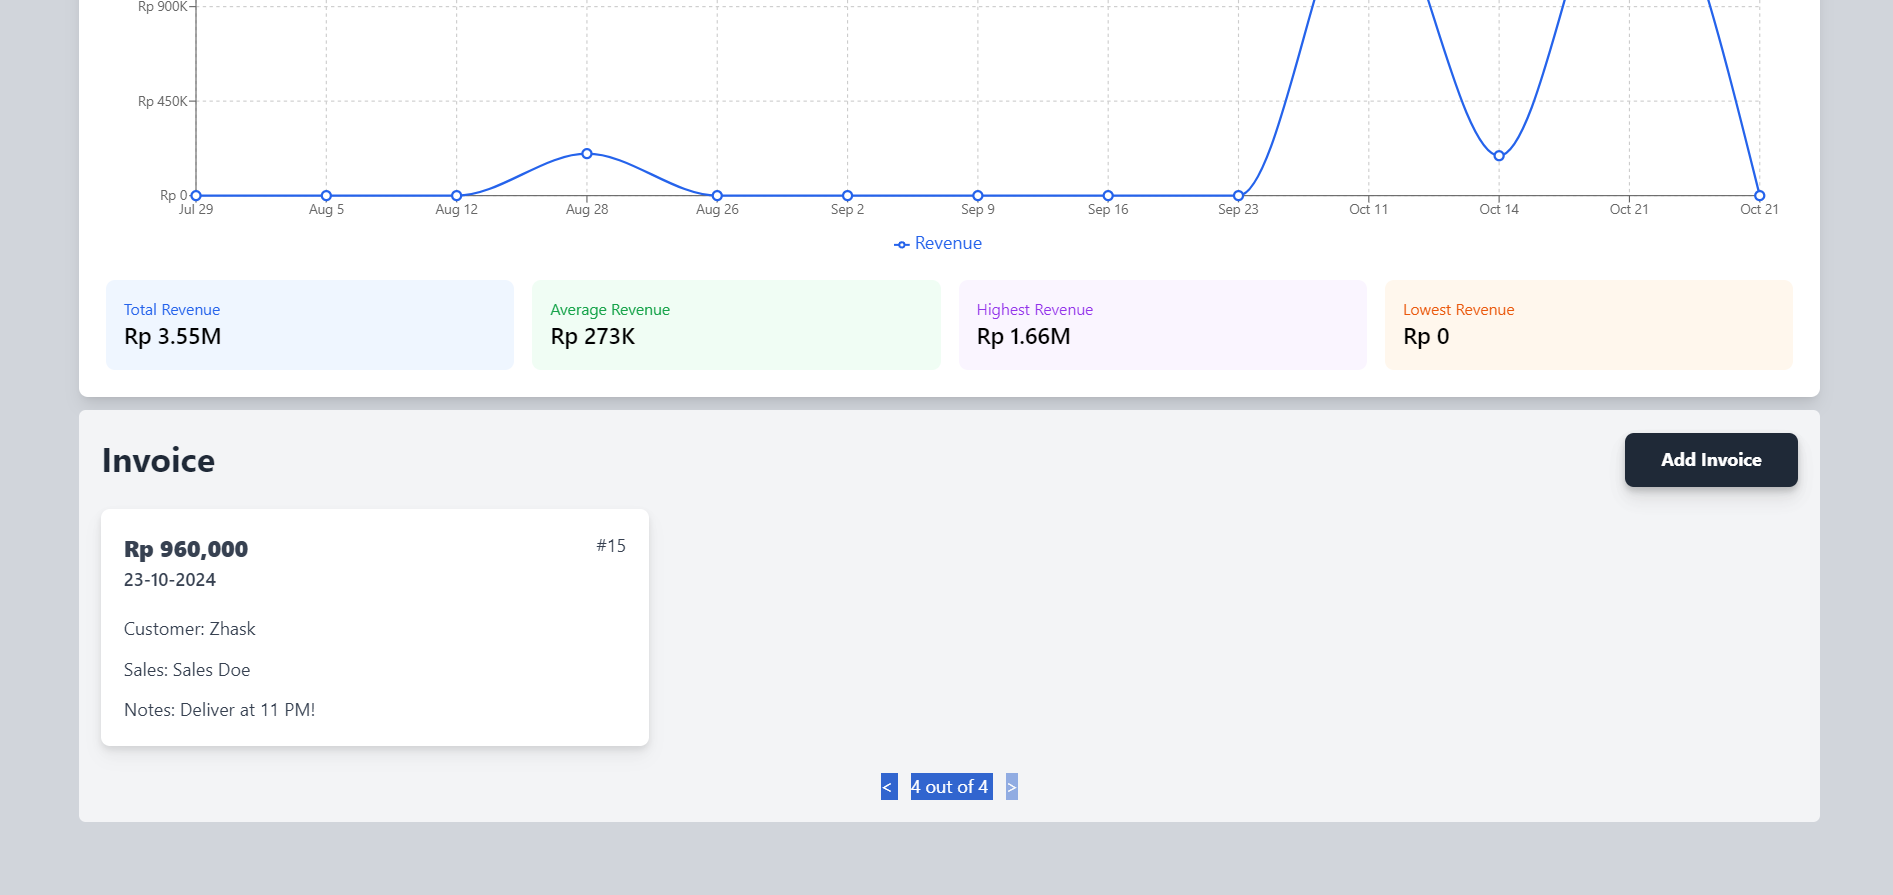 Rp 900K
Rp 450K
Rp 0
Jul 29 Aug 5 Aug 12 Aug 28 Aug 26 Sep 2 Sep 9 Sep 16 Sep 23 Oct 11 Oct 14 Oct 21 Oct 21
Revenue
Total Revenue
Rp 3.55M
Average Revenue
Rp 273K
Highest Revenue
Rp 1.66M
Lowest Revenue
Rp 0
Invoice
Add Invoice
Rp 960,000
#15
23-10-2024
Customer: Zhask
Sales: Sales Doe
Notes: Deliver at 11 PM!
< 4 out of 4 >